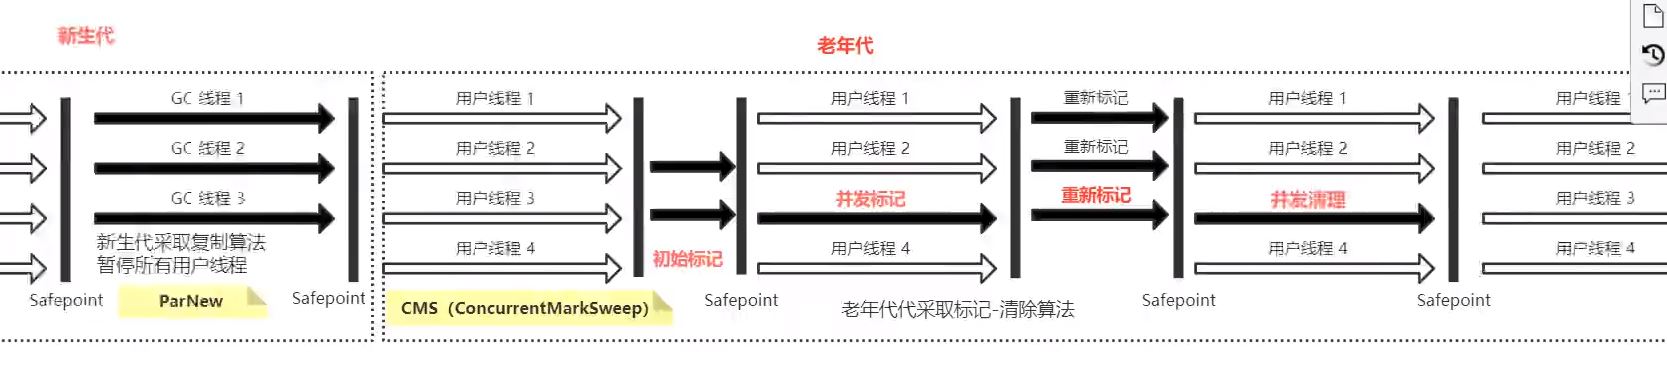 新生代
老年代
GC 线程 1
GC 线程 2
GC 线程 3
新生代采取复制算法
暂停所有用户线程
Safepoint
ParNew
Safepoint
用户线程 1
用户线程 2
用户线程 3
用户线程 4
初始标记
CMS（ConcurrentMarkSweep）
Safepoint
用户线程 1
用户线程 2
并发标记
用户线程 4
老年代代采取标记-清除算法
重新标记
重新标记
重新标记
Safepoint
用户线程 1
用户线程 2
并发清理
用户线程 4
Safepoint
用户线程 1
用户线程 2
用户线程 3
用户线程 4